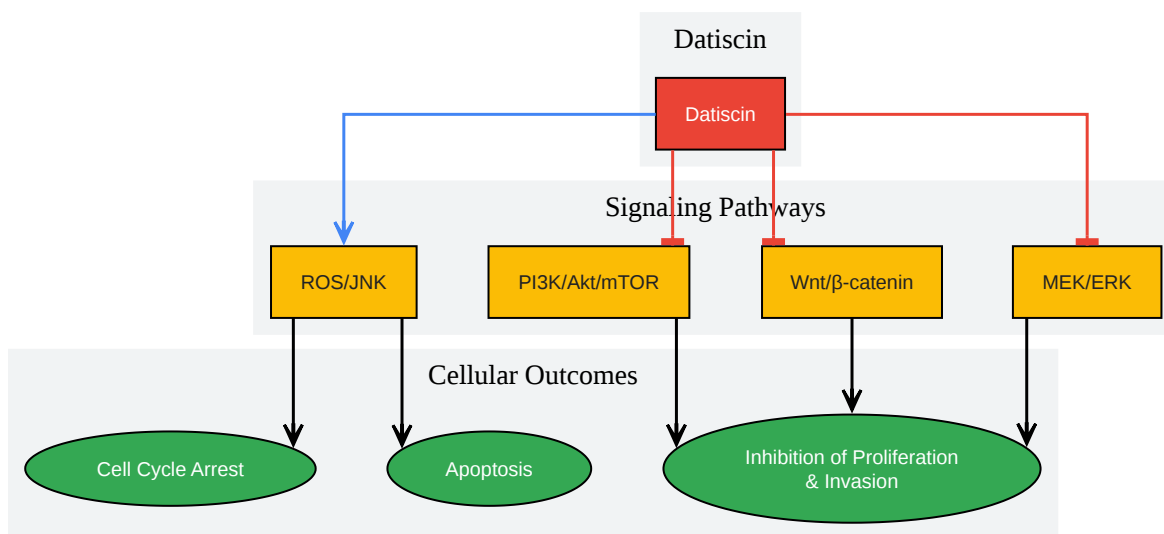 Datiscin
Datiscin
Signaling Pathways
ROS/JNK
PI3K/Akt/mTOR
Wnt/β-catenin
MEK/ERK
Cellular Outcomes
Cell Cycle Arrest
Apoptosis
Inhibition of Proliferation
& Invasion